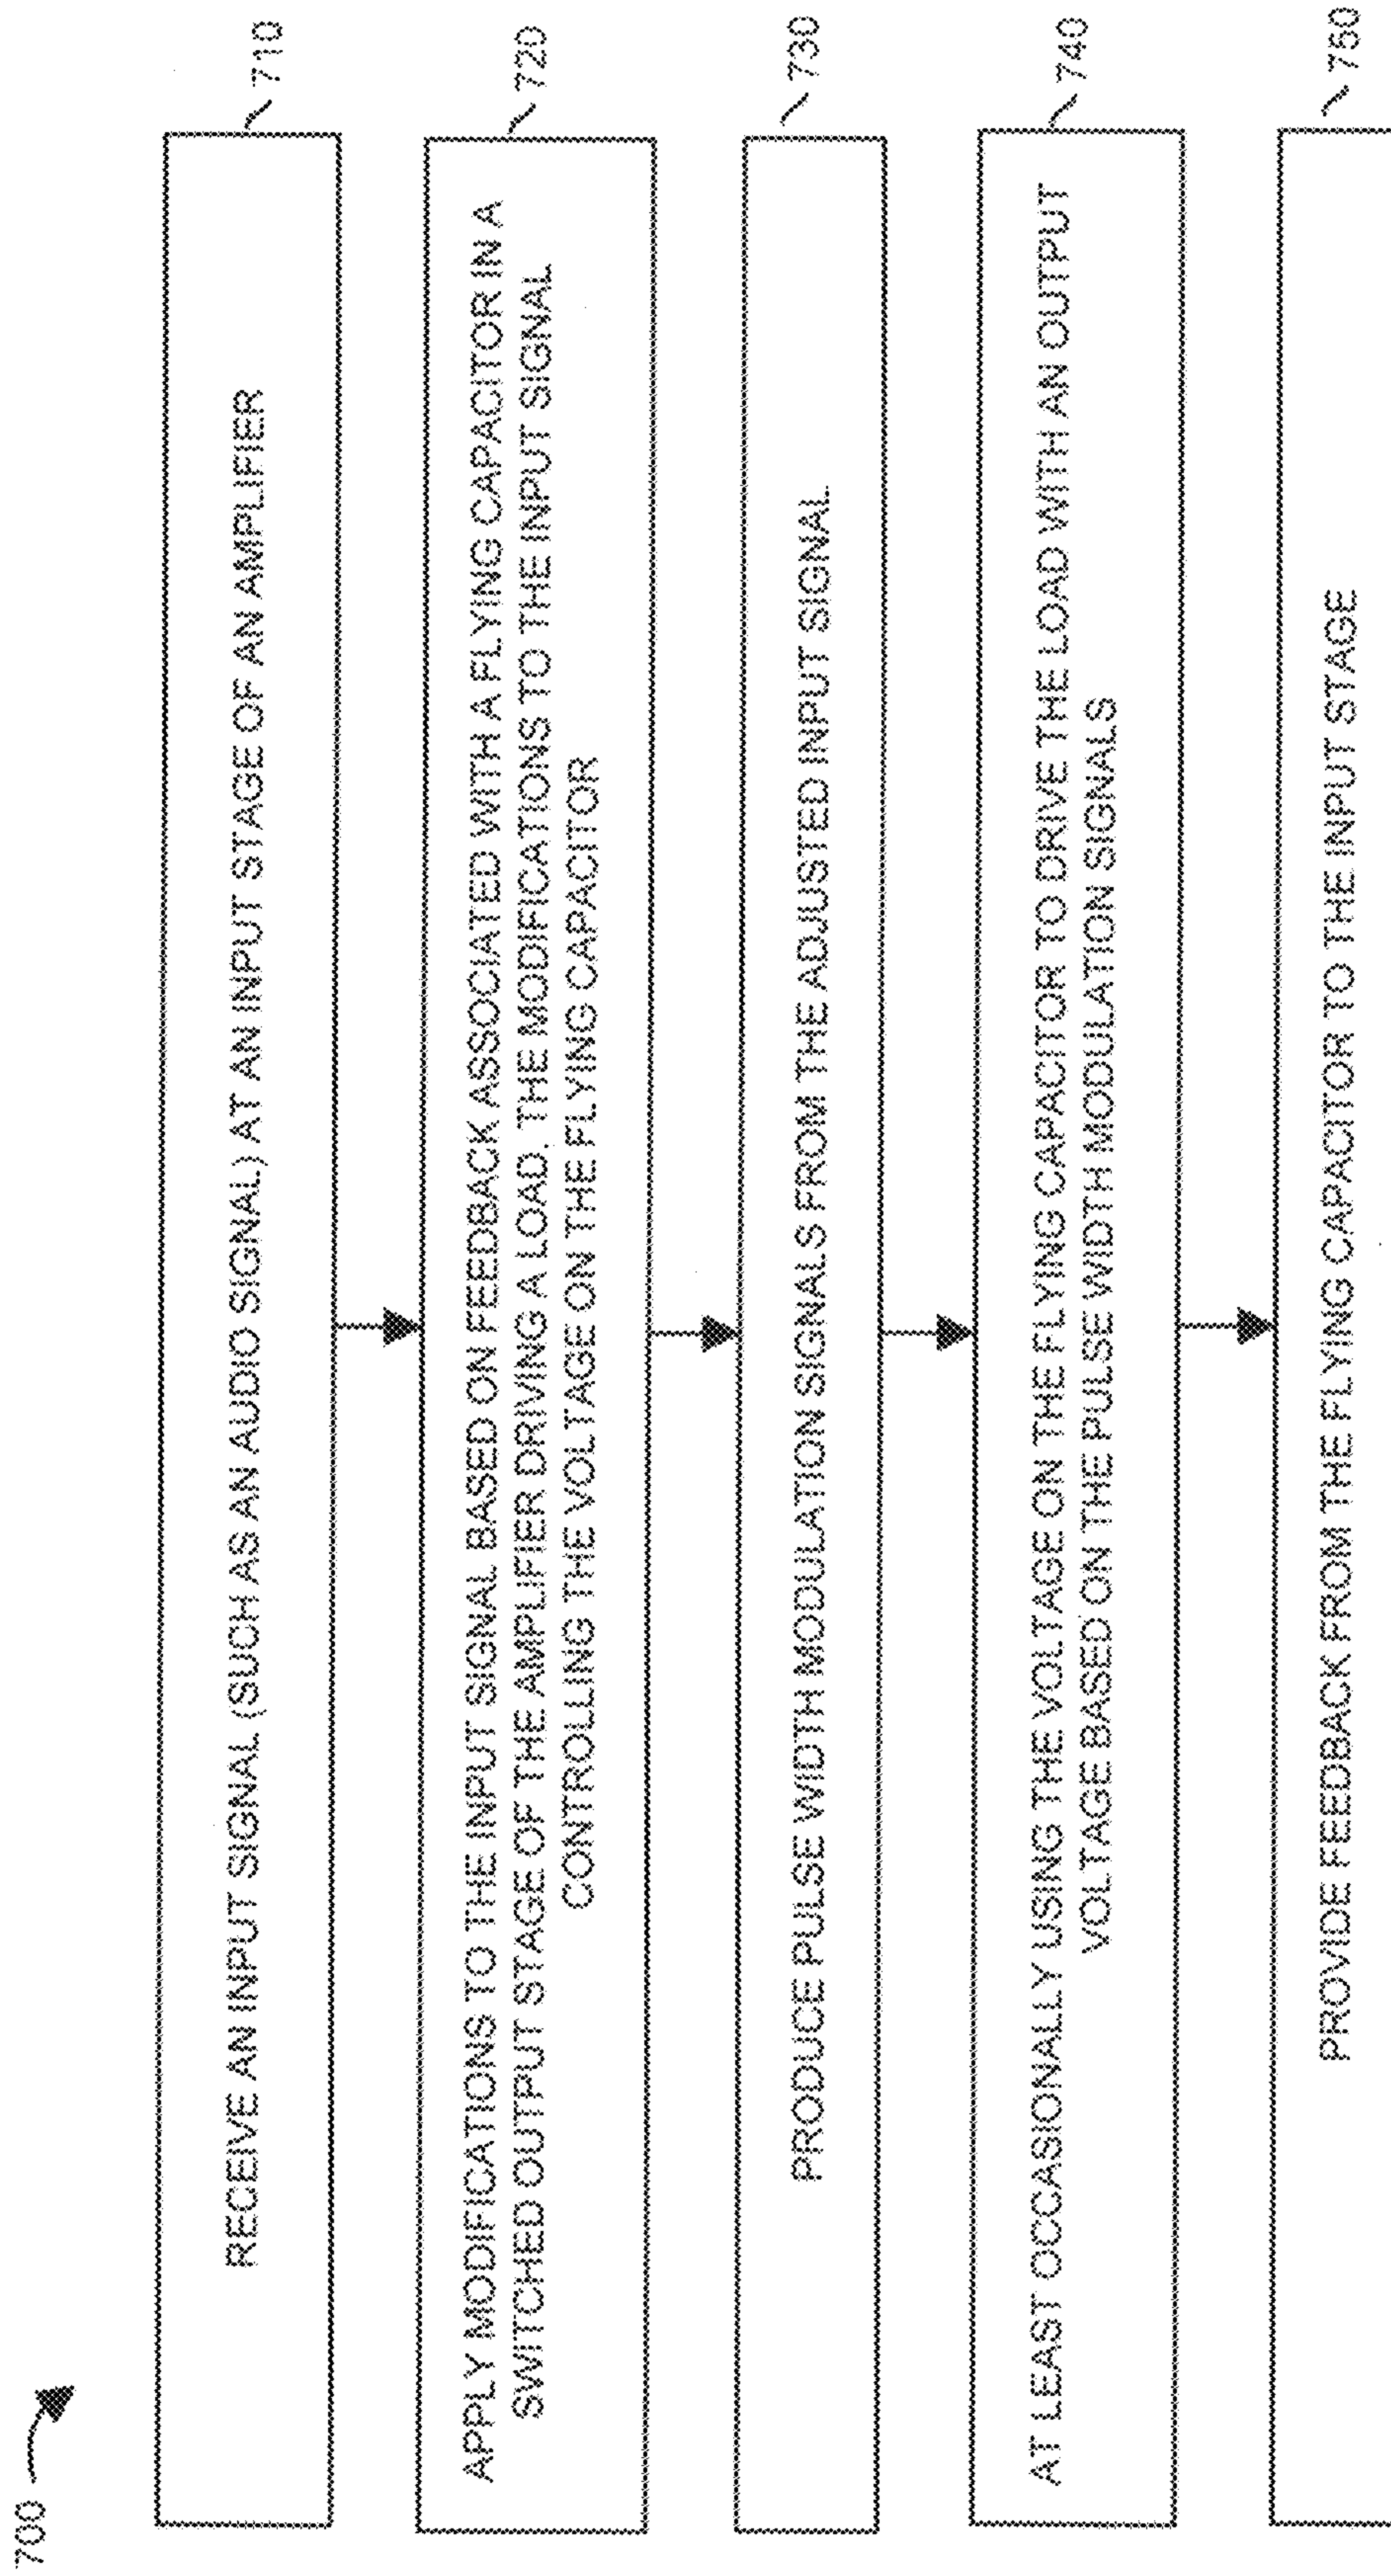 700
RECEIVE AN INPUT SIGNAL (SUCH AS AN AUDIO SIGNAL) AT AN INPUT STAGE OF AN AMPLIFIER
710
APPLY MODIFICATIONS TO THE INPUT SIGNAL BASED ON FEEDBACK ASSOCIATED WITH A FLYING CAPACITOR IN A
SWITCHED OUTPUT STAGE OF THE AMPLIFIER DRIVING A LOAD, THE MODIFICATIONS TO THE INPUT SIGNAL
CONTROLLING THE VOLTAGE ON THE FLYING CAPACITOR
720
PRODUCE PULSE WIDTH MODULATION SIGNALS FROM THE ADJUSTED INPUT SIGNAL
730
AT LEAST OCCASIONALLY USING THE VOLTAGE ON THE FLYING CAPACITOR TO DRIVE THE LOAD WITH AN OUTPUT
VOLTAGE BASED ON THE PULSE WIDTH MODULATION SIGNALS
740
PROVIDE FEEDBACK FROM THE FLYING CAPACITOR TO THE INPUT STAGE
750